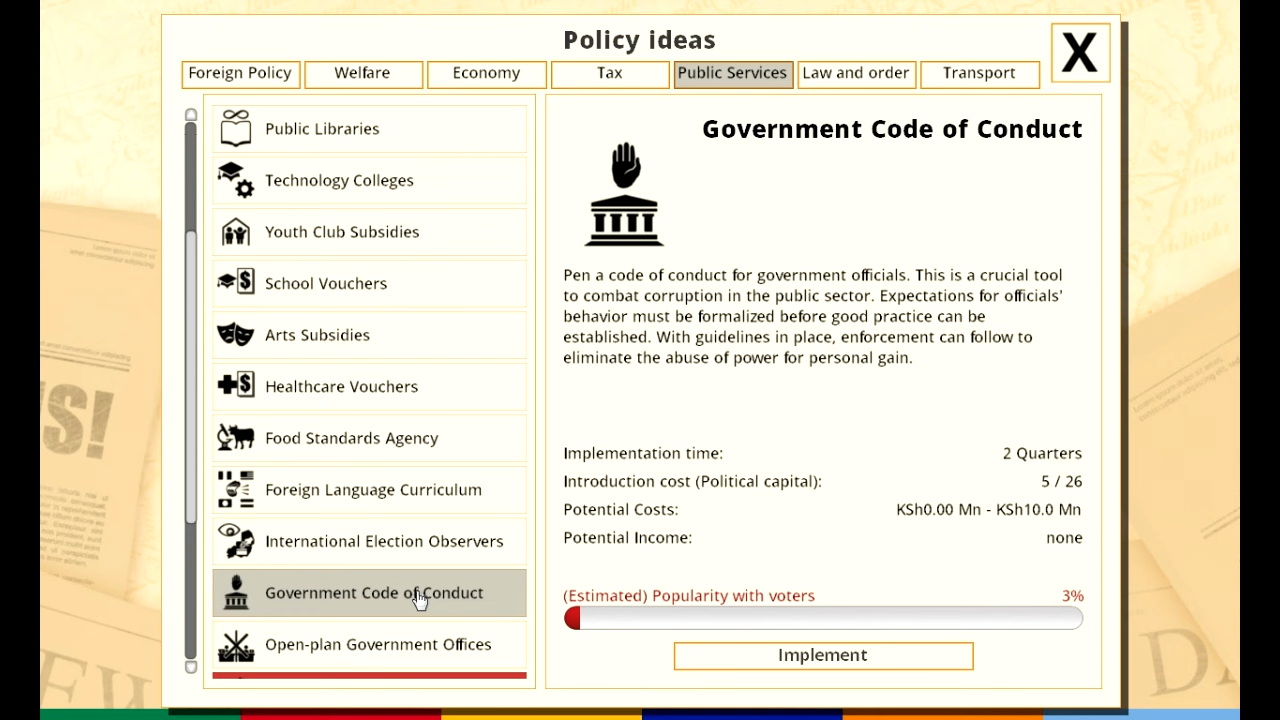 Policy ideas
X
Foreign Policy
Welfare
Economy
Tax
Public Services
Law and order
Transport
Public Libraries
Technology Colleges
Youth Club Subsidies
School Vouchers
Arts Subsidies
Healthcare Vouchers
Food Standards Agency
Foreign Language Curriculum
International Election Observers
Government Code of Conduct
Open-plan Government Offices
Government Code of Conduct
Pen a code of conduct for government officials. This is a crucial tool
to combat corruption in the public sector. Expectations for officials'
behavior must be formalized before good practice can be
established. With guidelines in place, enforcement can follow to
eliminate the abuse of power for personal gain.
Implementation time: 2 Quarters
Introduction cost (Political capital): 5 / 26
Potential Costs: KSh0.00 Mn - KSh10.0 Mn
Potential Income: none
(Estimated) Popularity with voters 3%
Implement